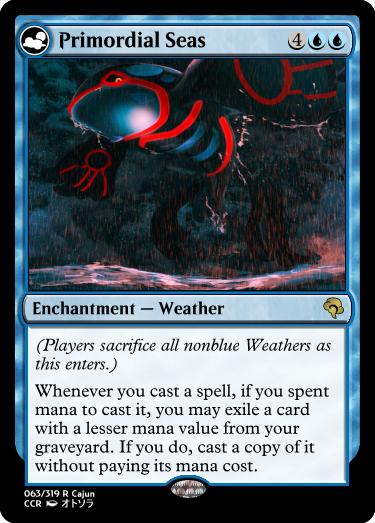 Primordial Seas 4
Enchantment — Weather
(Players sacrifice all nonblue Weathers as
this enters.)
Whenever you cast a spell, if you spent
mana to cast it, you may exile a card
with a lesser mana value from your
graveyard. If you do, cast a copy of it
without paying its mana cost.
063/319 R Cajun
CCR オトソラ